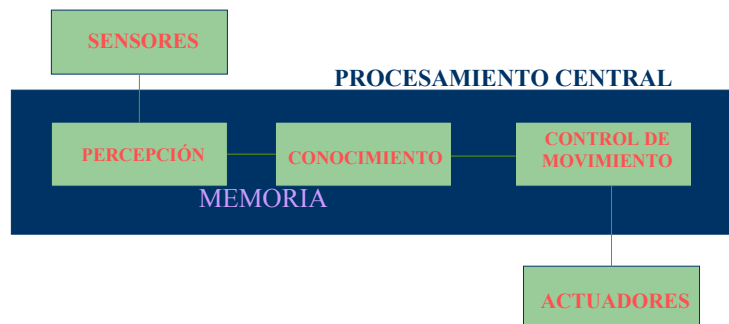 SENSORES
PROCESAMIENTO CENTRAL
PERCEPCIÓN
CONOCIMIENTO
CONTROL DE
MOVIMIENTO
MEMORIA
ACTUADORES